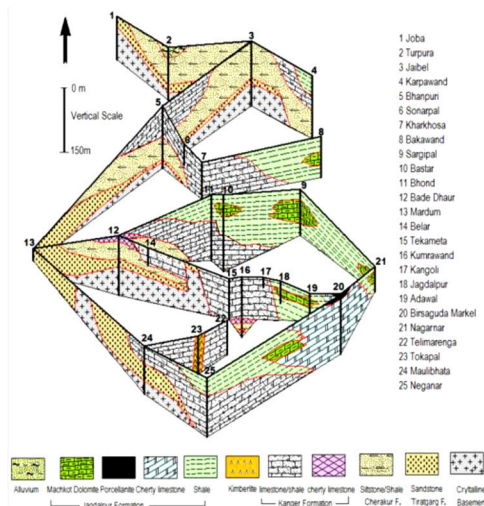 1
2
3
4
5
6
7
8
9
10
11
12
13
14
15
16
17
18
19
20
21
22
23
24
25
0 m
Vertical Scale
150m
1 Joba
2 Turpura
3 Jaibel
4 Karpawand
5 Bhanpuri
6 Sonarpal
7 Kharkhosa
8 Bakawand
9 Sargipal
10 Bastar
11 Bhond
12 Bade Dhaur
13 Mardum
14 Belar
15 Tekameta
16 Kumrawand
17 Kangoli
18 Jagdalpur
19 Adawal
20 Birsaguda Markel
21 Nagarnar
22 Telimarenga
23 Tokapal
24 Maulibhata
25 Neganar
Alluvium
Machkot Dolomite
Porcellanite
Cherty limestone
Shale
Kimberlite
limestone/shale
cherty limestone
Siltstone/Shale
Sandstone
Crytalline
Jagdalpur Formation
Kanger Formation
Cherakur F.
Tiratgarg F.
Basement